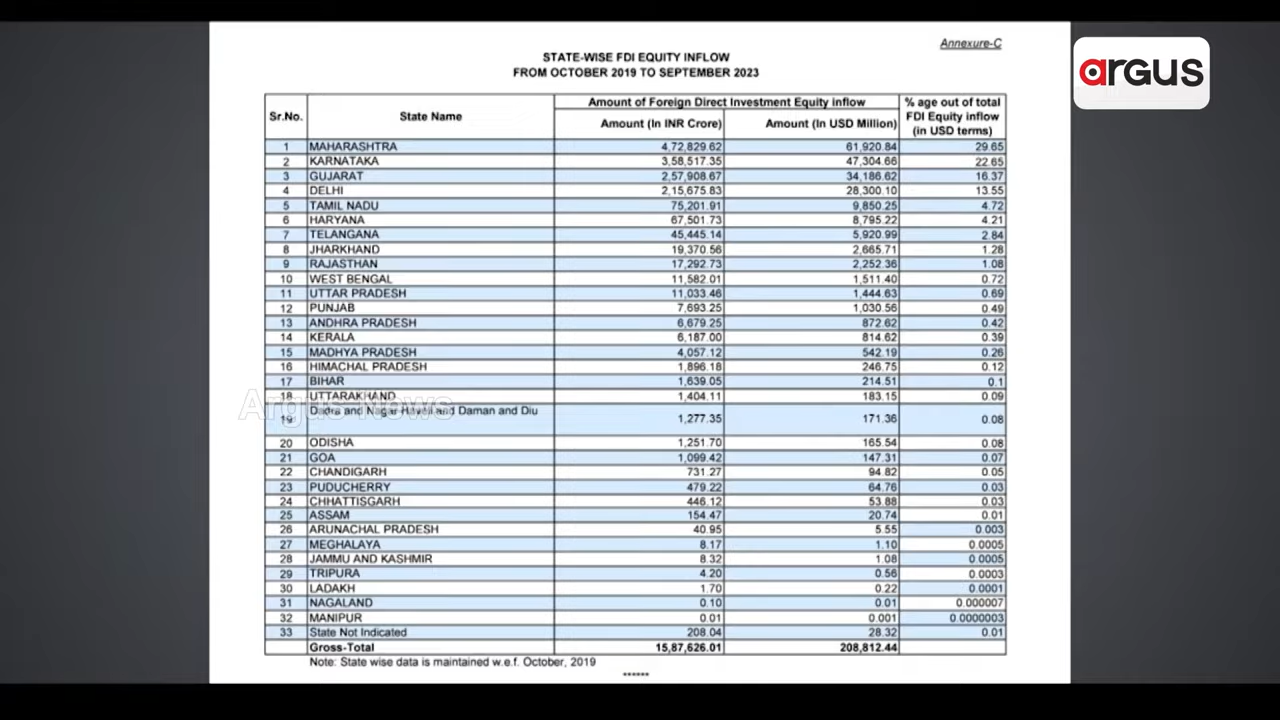 Annexure-C
argus
STATE-WISE FDI EQUITY INFLOW
FROM OCTOBER 2019 TO SEPTEMBER 2023
Sr.No. State Name Amount of Foreign Direct Investment Equity inflow % age out of total FDI Equity inflow (in USD terms)
Amount (In INR Crore) Amount (In USD Million)
1 MAHARASHTRA 4,72,829.62 61,920.84 29.65
2 KARNATAKA 3,58,517.35 47,304.66 22.65
3 GUJARAT 2,57,908.67 34,186.62 16.37
4 DELHI 2,15,675.83 28,300.10 13.55
5 TAMIL NADU 75,201.91 9,850.25 4.72
6 HARYANA 67,501.73 8,795.22 4.21
7 TELANGANA 45,445.14 5,920.99 2.84
8 JHARKHAND 19,370.56 2,665.71 1.28
9 RAJASTHAN 17,292.73 2,252.36 1.08
10 WEST BENGAL 11,582.01 1,511.40 0.72
11 UTTAR PRADESH 11,033.46 1,444.63 0.69
12 PUNJAB 7,693.25 1,030.56 0.49
13 ANDHRA PRADESH 6,679.25 872.62 0.42
14 KERALA 6,187.00 814.62 0.39
15 MADHYA PRADESH 4,057.12 542.19 0.26
16 HIMACHAL PRADESH 1,896.18 246.75 0.12
17 BIHAR 1,639.05 214.51 0.1
18 UTTARAKHAND 1,404.11 183.15 0.09
Argus News
19 Dadra and Nagar Haveli and Daman and Diu 1,277.35 171.36 0.08
20 ODISHA 1,251.70 165.54 0.08
21 GOA 1,099.42 147.31 0.07
22 CHANDIGARH 731.27 94.82 0.05
23 PUDUCHERRY 479.22 64.76 0.03
24 CHHATTISGARH 446.12 53.88 0.03
25 ASSAM 154.47 20.74 0.01
26 ARUNACHAL PRADESH 40.95 5.55 0.003
27 MEGHALAYA 8.17 1.10 0.0005
28 JAMMU AND KASHMIR 8.32 1.08 0.0005
29 TRIPURA 4.20 0.56 0.0003
30 LADAKH 1.70 0.22 0.0001
31 NAGALAND 0.10 0.01 0.000007
32 MANIPUR 0.01 0.001 0.0000003
33 State Not Indicated 208.04 28.32 0.01
Gross-Total 15,87,626.01 208,812.44
Note: State wise data is maintained w.e.f. October, 2019
******